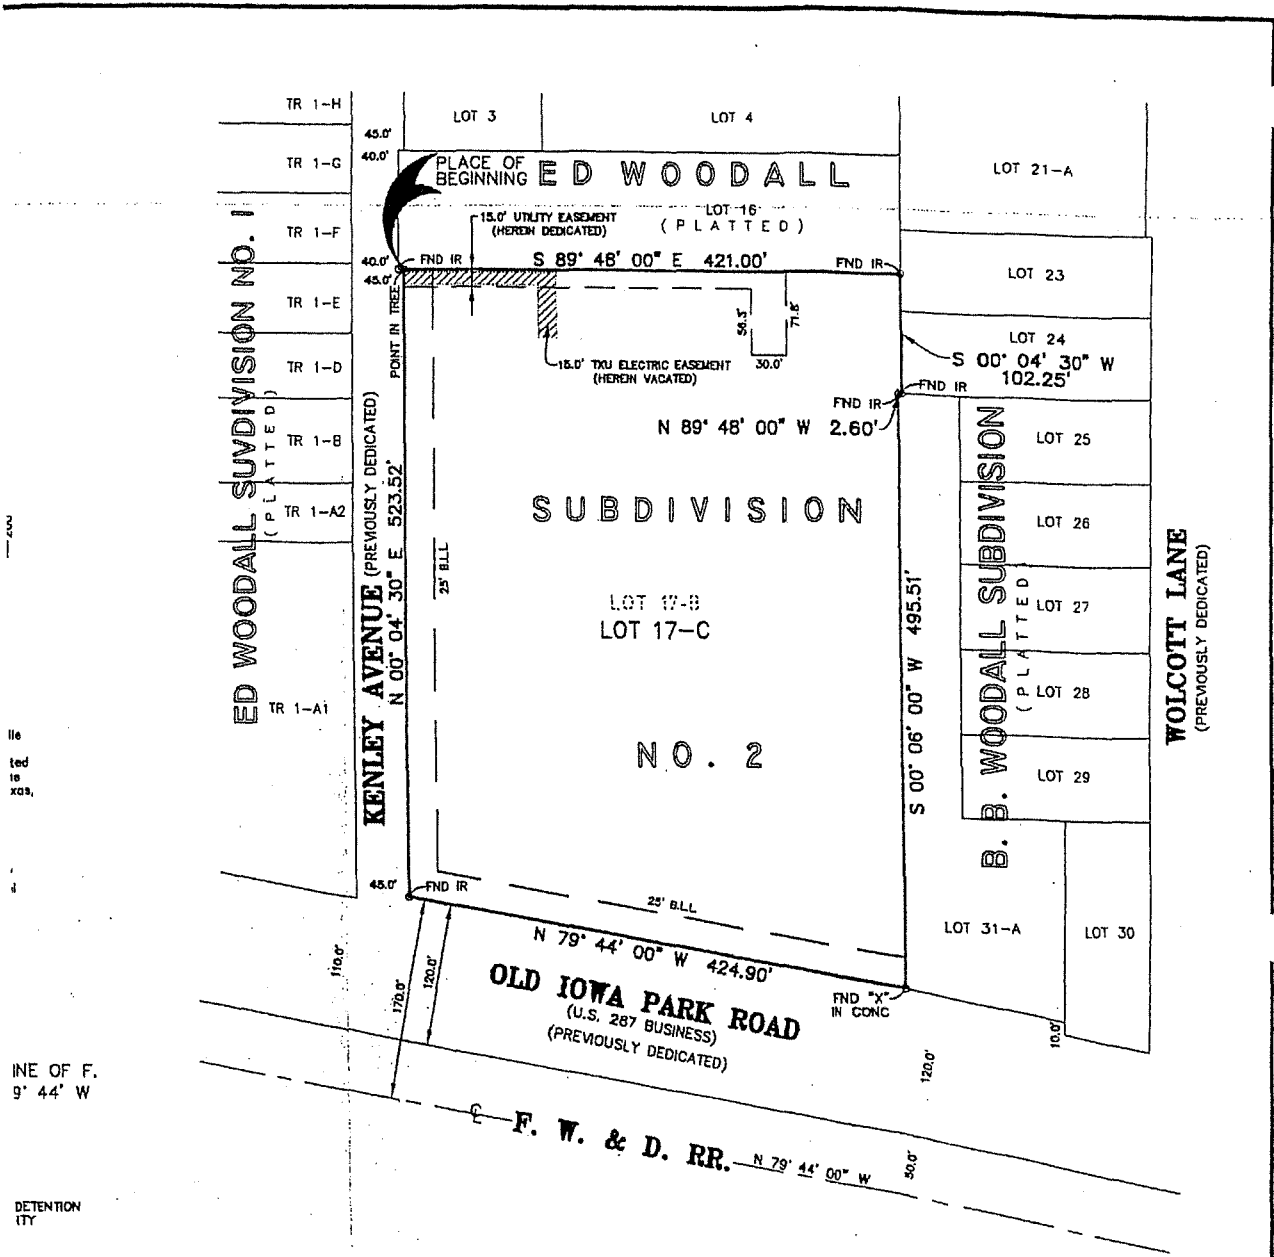 TR 1-H
TR 1-G
TR 1-F
TR 1-E
TR 1-D
TR 1-B
TR 1-A2
TR 1-A1
ED WOODALL SUVDIVISION NO. 1
(PLATTED)
LOT 3
LOT 4
45.0'
40.0'
PLACE OF
BEGINNING
ED WOODALL
LOT 16
(PLATTED)
15.0' UTILITY EASEMENT
(HEREIN DEDICATED)
40.0'
45.0'
FND IR
S 89° 48' 00" E 421.00'
FND IR
POINT IN TREE
56.3'
71.8'
30.0'
15.0' TXU ELECTRIC EASEMENT
(HEREIN VACATED)
LOT 21-A
LOT 23
LOT 24
S 00° 04' 30" W
102.25'
FND IR
FND IR
N 89° 48' 00" W 2.60'
KENLEY AVENUE (PREVIOUSLY DEDICATED)
N 00° 04' 30" E 523.52'
25' B.L.L
SUBDIVISION
LOT 17-B
LOT 17-C
NO. 2
S 00° 06' 00" W 495.51'
LOT 25
LOT 26
LOT 27
LOT 28
LOT 29
B. B. WOODALL SUBDIVISION
(PLATTED)
WOLCOTT LANE
(PREVIOUSLY DEDICATED)
LOT 31-A
LOT 30
45.0'
FND IR
25' B.L.L
N 79° 44' 00" W 424.90'
FND "X"
IN CONC
OLD IOWA PARK ROAD
(U.S. 287 BUSINESS)
(PREVIOUSLY DEDICATED)
110.0'
170.0'
120.0'
120.0'
10.0'
50.0'
F. W. & D. RR.
N 79° 44' 00" W
lle
ted
xas,
INE OF F.
9° 44' W
DETENTION
ITY